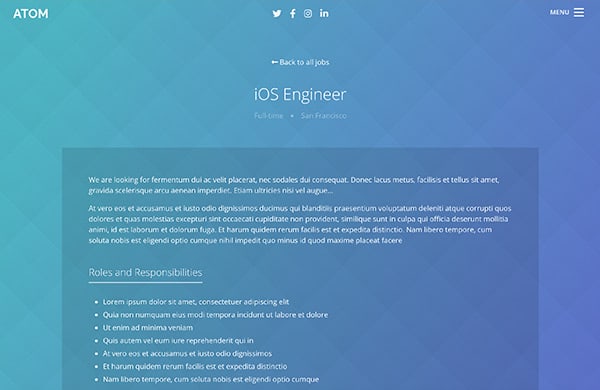 ATOM
MENU
Back to all jobs
iOS Engineer
Full-time • San Francisco
We are looking for fermentum dui ac velit placerat, nec sodales dui consequat. Donec lacus metus, facilisis et tellus sit amet,
gravida scelerisque arcu aenean imperdiet. Etiam ultricies nisi vel augue...
At vero eos et accusamus et iusto odio dignissimos ducimus qui blanditiis praesentium voluptatum deleniti atque corrupti quos
dolores et quas molestias excepturi sint occaecati cupiditate non provident, similique sunt in culpa qui officia deserunt mollitia
animi, id est laborum et dolorum fuga. Et harum quidem rerum facilis est et expedita distinctio. Nam libero tempore, cum
soluta nobis est eligendi optio cumque nihil impedit quo minus id quod maxime placeat facere
Roles and Responsibilities
• Lorem ipsum dolor sit amet, consectetuer adipiscing elit
• Quia non numquam eius modi tempora incidunt ut labore et dolore
• Ut enim ad minima veniam
• Quis autem vel eum iure reprehenderit qui in
• At vero eos et accusamus et iusto odio dignissimos
• Et harum quidem rerum facilis est et expedita distinctio
• Nam libero tempore, cum soluta nobis est eligendi optio cumque